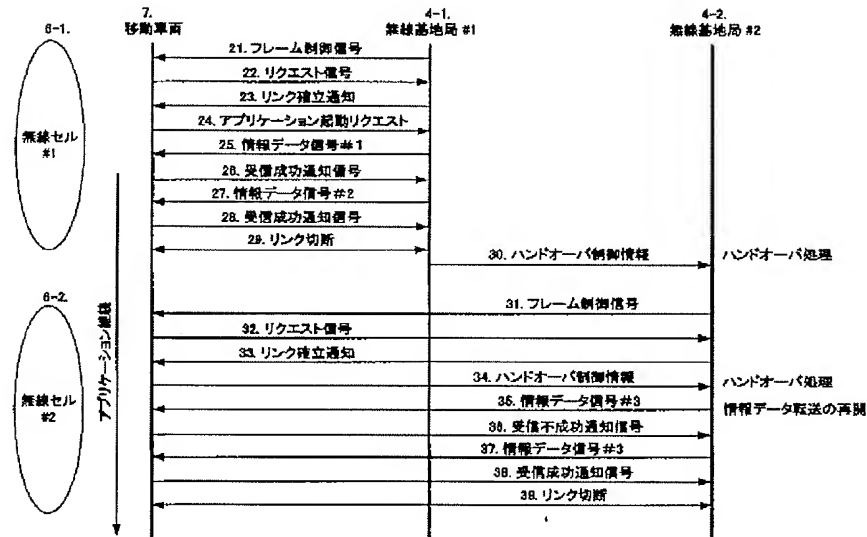 7.
移動車両
4-1.
無線基地局 #1
4-2.
無線基地局 #2
6-1.
無線セル
#1
21. フレーム制御信号
22. リクエスト信号
23. リンク確立通知
24. アプリケーション起動リクエスト
25. 情報データ信号#1
26. 受信成功通知信号
27. 情報データ信号#2
28. 受信成功通知信号
29. リンク切断
30. ハンドオーバ制御情報
ハンドオーバ処理
6-2.
無線セル
#2
アプリケーション継続
31. フレーム制御信号
32. リクエスト信号
33. リンク確立通知
34. ハンドオーバ制御情報
ハンドオーバ処理
35. 情報データ信号#3
情報データ転送の再開
36. 受信不成功通知信号
37. 情報データ信号#3
38. 受信成功通知信号
39. リンク切断